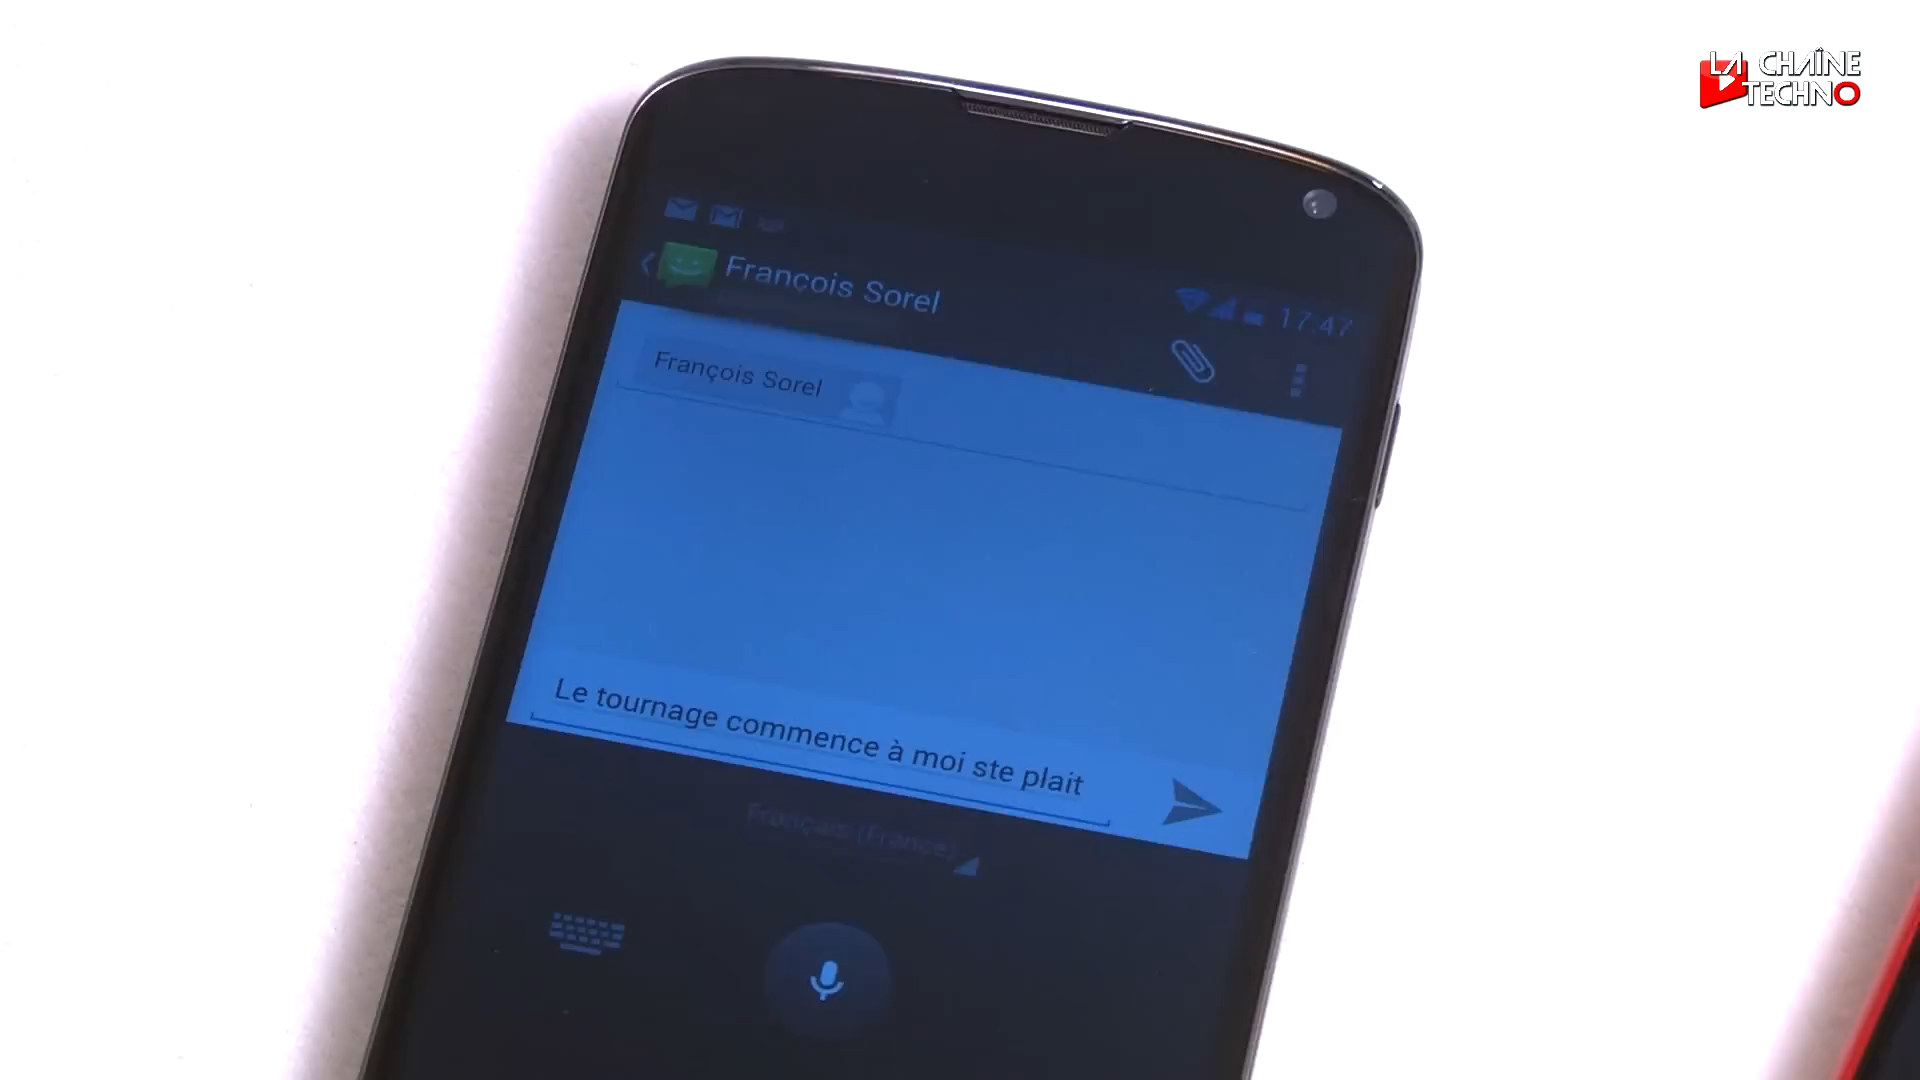 LA CHAÎNE
TECHNO
François Sorel
17:47
François Sorel
Le tournage commence à moi ste plait
Français (France)